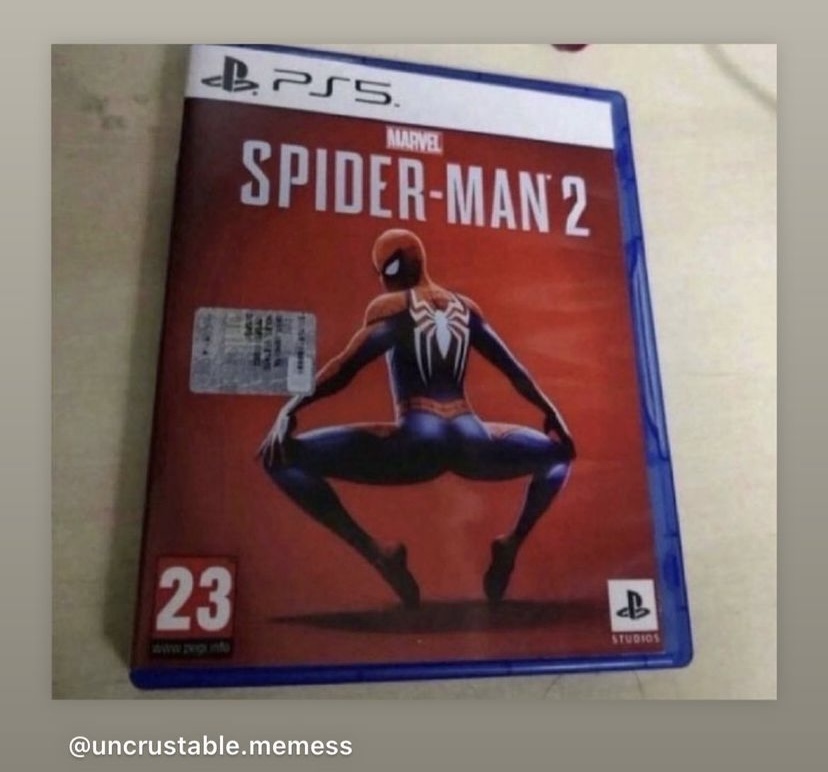 PS5
MARVEL
SPIDER-MAN 2
23
www.pegi.info
STUDIOS
@uncrustable.memess